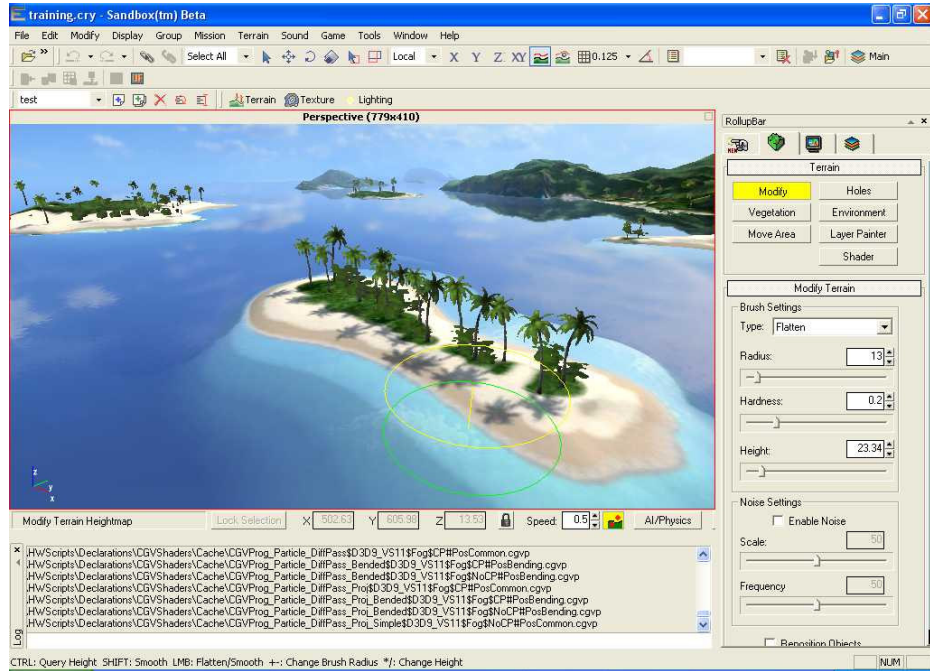 training.cry - Sandbox(tm) Beta
File Edit Modify Display Group Mission Terrain Sound Game Tools Window Help
Select All Local X Y Z XY 0.125 Main
test Terrain Texture Lighting
Perspective (779x410)
RollupBar
NEW
Terrain
Modify Holes
Vegetation Environment
Move Area Layer Painter
Shader
Modify Terrain
Brush Settings
Type: Flatten
Radius: 13
Hardness: 0.2
Height: 23.34
Noise Settings
Enable Noise
Scale: 50
Frequency 50
Reposition Objects
z
y
x
Modify Terrain Heightmap Lock Selection X 502.63 Y 605.98 Z 13.53 Speed: 0.5 AI/Physics
.HWScripts\Declarations\CGVShaders\Cache\CGVProg_Particle_DiffPass$D3D9_VS11$Fog$CP#PosCommon.cgvp
.HWScripts\Declarations\CGVShaders\Cache\CGVProg_Particle_DiffPass_Bended$D3D9_VS11$Fog$CP#PosBending.cgvp
.HWScripts\Declarations\CGVShaders\Cache\CGVProg_Particle_DiffPass_Bended$D3D9_VS11$Fog$NoCP#PosBending.cgvp
.HWScripts\Declarations\CGVShaders\Cache\CGVProg_Particle_DiffPass_Proj$D3D9_VS11$Fog$CP#PosCommon.cgvp
.HWScripts\Declarations\CGVShaders\Cache\CGVProg_Particle_DiffPass_Proj_Bended$D3D9_VS11$Fog$CP#PosBending.cgvp
.HWScripts\Declarations\CGVShaders\Cache\CGVProg_Particle_DiffPass_Proj_Bended$D3D9_VS11$Fog$NoCP#PosBending.cgvp
.HWScripts\Declarations\CGVShaders\Cache\CGVProg_Particle_DiffPass_Proj_Simple$D3D9_VS11$Fog$NoCP#PosCommon.cgvp
Log
CTRL: Query Height SHIFT: Smooth LMB: Flatten/Smooth +-: Change Brush Radius */: Change Height NUM